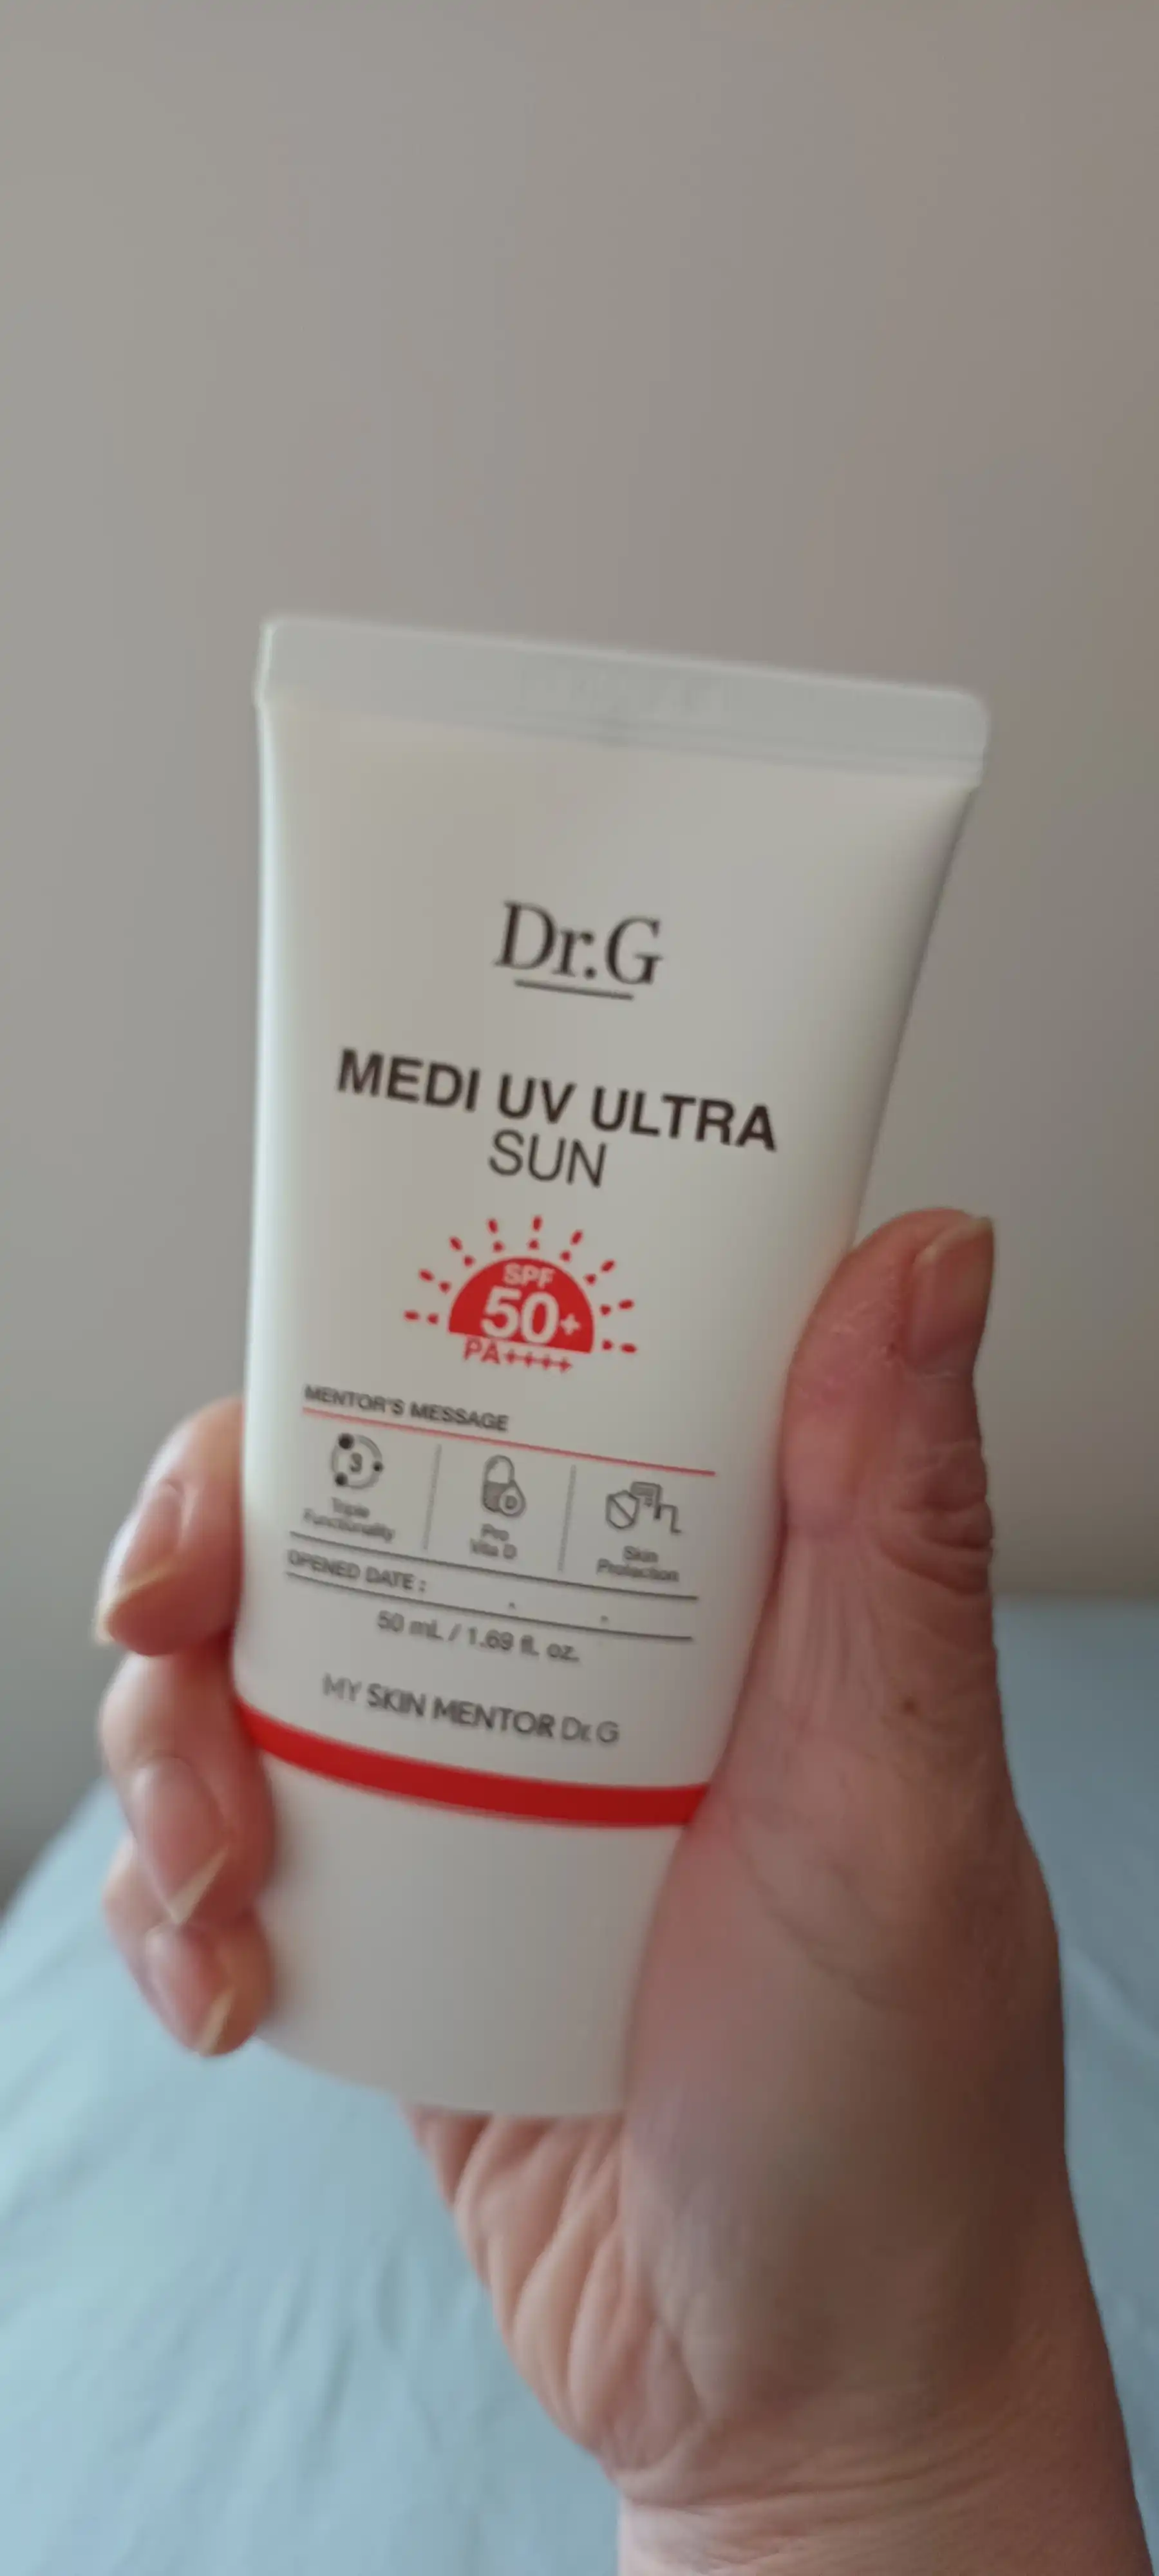 Dr.G
MEDI UV ULTRA
SUN
SPF
50+
PA++++
MENTOR'S MESSAGE
3
Triple
Functionality
D
Pro
Vita D
Skin
Protection
OPENED DATE : . .
50 mL / 1.69 fl. oz.
MY SKIN MENTOR Dr.G